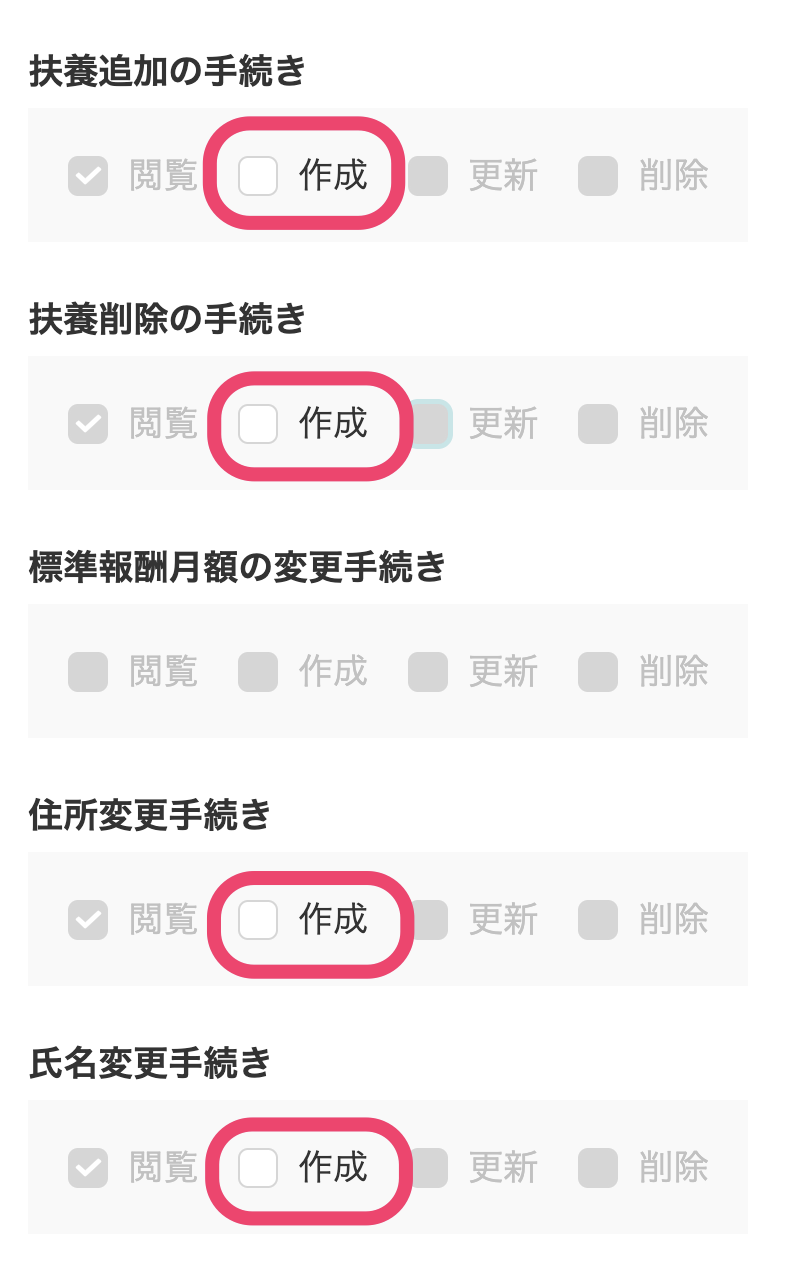 扶養追加の手続き
閲覧 作成 更新 削除
扶養削除の手続き
閲覧 作成 更新 削除
標準報酬月額の変更手続き
閲覧 作成 更新 削除
住所変更手続き
閲覧 作成 更新 削除
氏名変更手続き
閲覧 作成 更新 削除